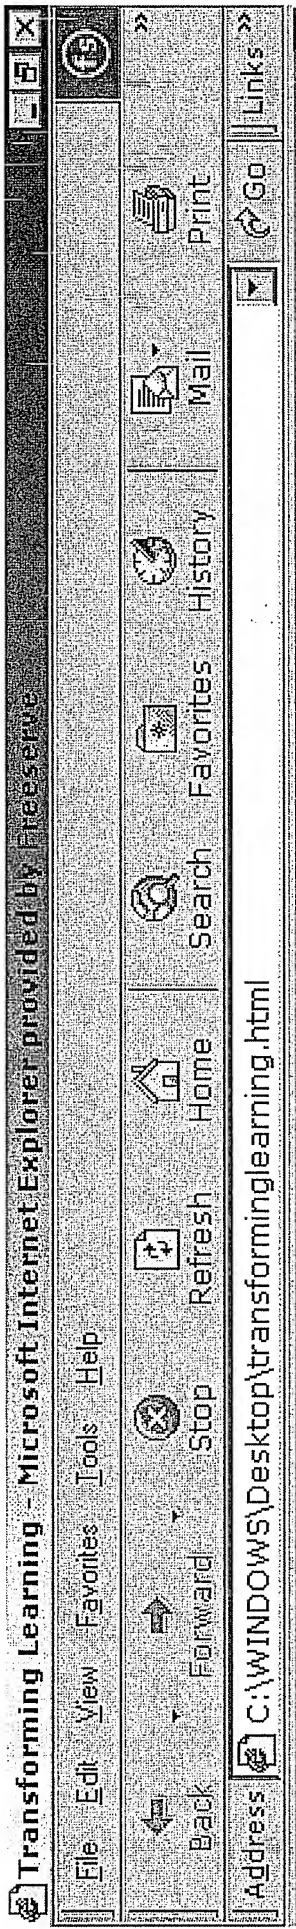 Transforming Learning - Microsoft Internet Explorer provided by Freeserve
File Edit View Favorites Tools Help
fs
Back Forward Stop Refresh Home Search Favorites History Mail Print »
Address C:\WINDOWS\Desktop\transforminglearning.html Go Links »